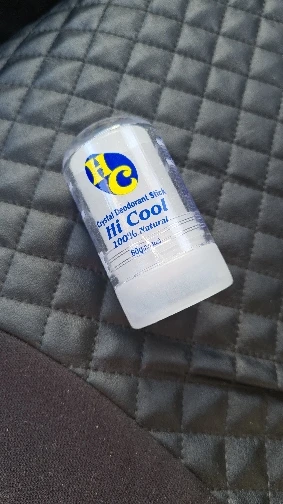 HC
Crystal Deodorant Stick
Hi Cool
100% Natural